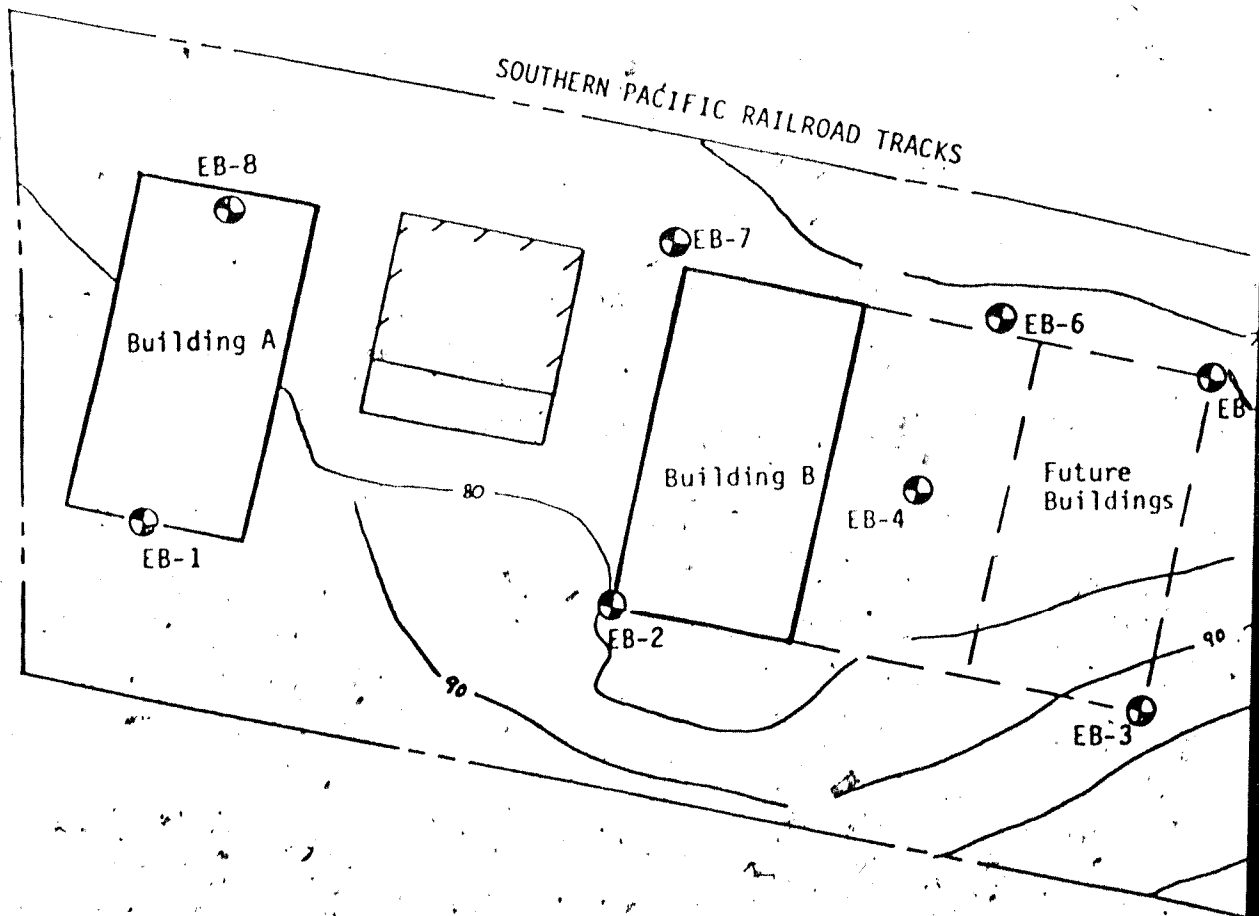 SOUTHERN PACIFIC RAILROAD TRACKS
EB-8
EB-7
EB-6
EB
Building A
Building B
Future
Buildings
80
EB-4
EB-1
EB-2
90
90
EB-3